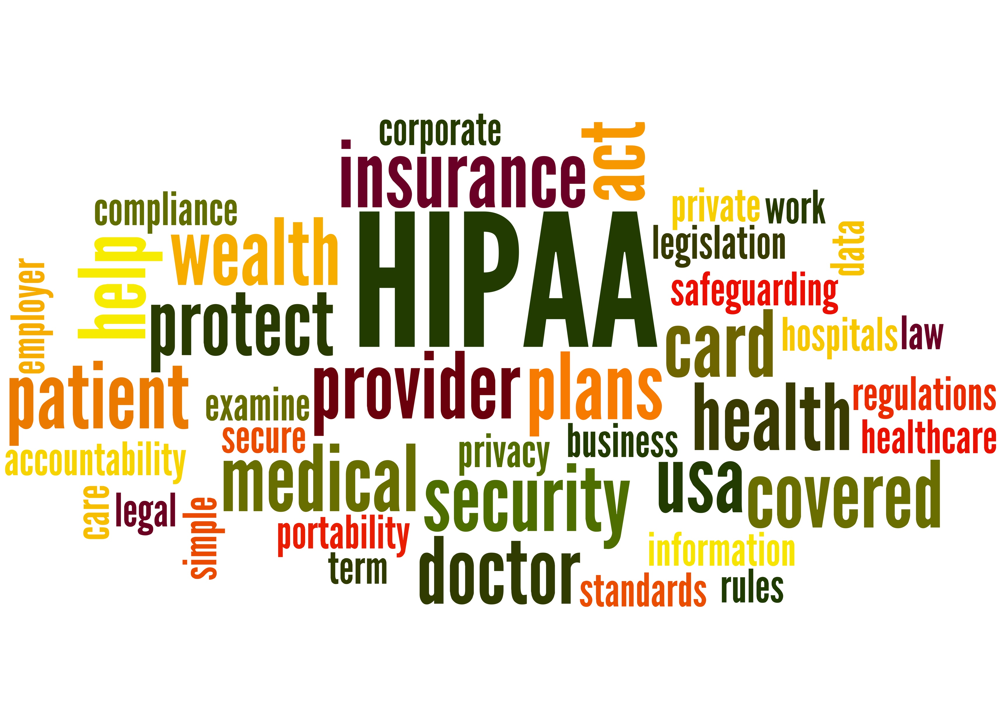 corporate
act
insurance
compliance
private work
wealth
HIPAA
legislation
data
help
employer
safeguarding
protect
card
hospitals law
patient
provider plans
examine
health
regulations
secure
business
healthcare
accountability
privacy
medical
security
usa covered
care
legal
simple
portability
information
term
doctor
standards
rules